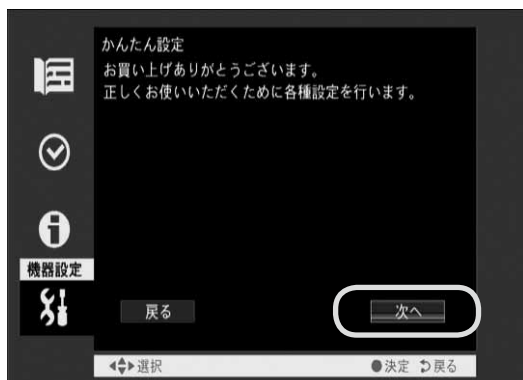 かんたん設定
お買い上げありがとうございます。
正しくお使いいただくために各種設定を行います。
機器設定
戻る
次へ
選択
決定 戻る